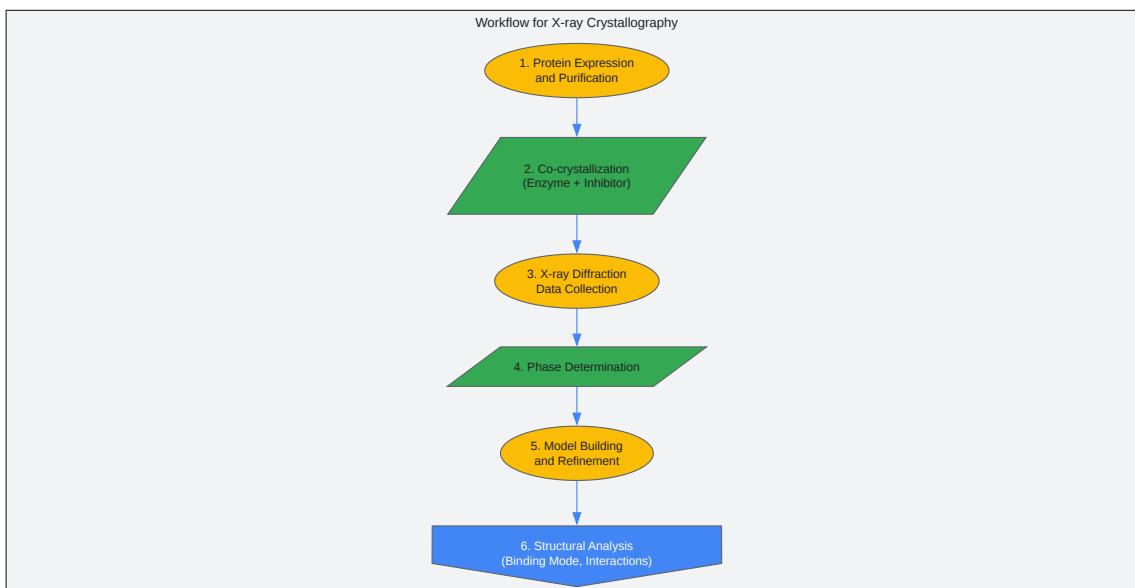 Workflow for X-ray Crystallography
1. Protein Expression
and Purification
2. Co-crystallization
(Enzyme + Inhibitor)
3. X-ray Diffraction
Data Collection
4. Phase Determination
5. Model Building
and Refinement
6. Structural Analysis
(Binding Mode, Interactions)